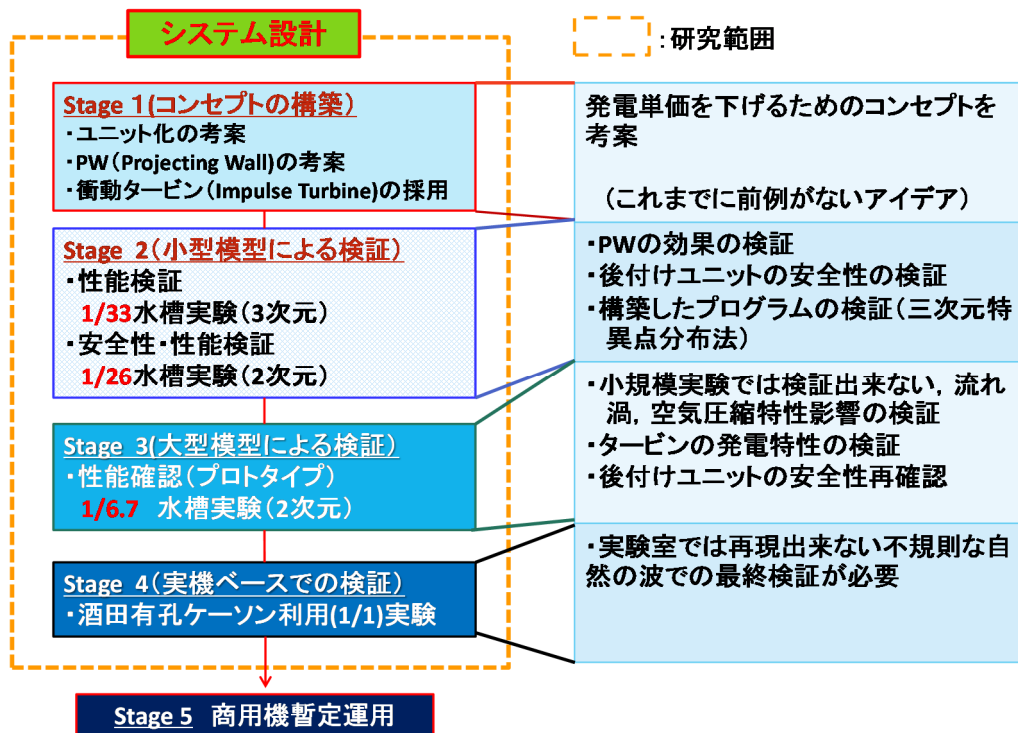 システム設計
:研究範囲
Stage 1(コンセプトの構築)
・ユニット化の考案
・PW(Projecting Wall)の考案
・衝動タービン(Impulse Turbine)の採用
発電単価を下げるためのコンセプトを
考案
(これまでに前例がないアイデア)
Stage 2(小型模型による検証)
・性能検証
1/33水槽実験(3次元)
・安全性・性能検証
1/26水槽実験(2次元)
・PWの効果の検証
・後付けユニットの安全性の検証
・構築したプログラムの検証(三次元特
異点分布法)
Stage 3(大型模型による検証)
・性能確認(プロトタイプ)
1/6.7 水槽実験(2次元)
・小規模実験では検証出来ない, 流れ
渦, 空気圧縮特性影響の検証
・タービンの発電特性の検証
・後付けユニットの安全性再確認
Stage 4(実機ベースでの検証)
・酒田有孔ケーソン利用(1/1)実験
・実験室では再現出来ない不規則な自
然の波での最終検証が必要
Stage 5 商用機暫定運用